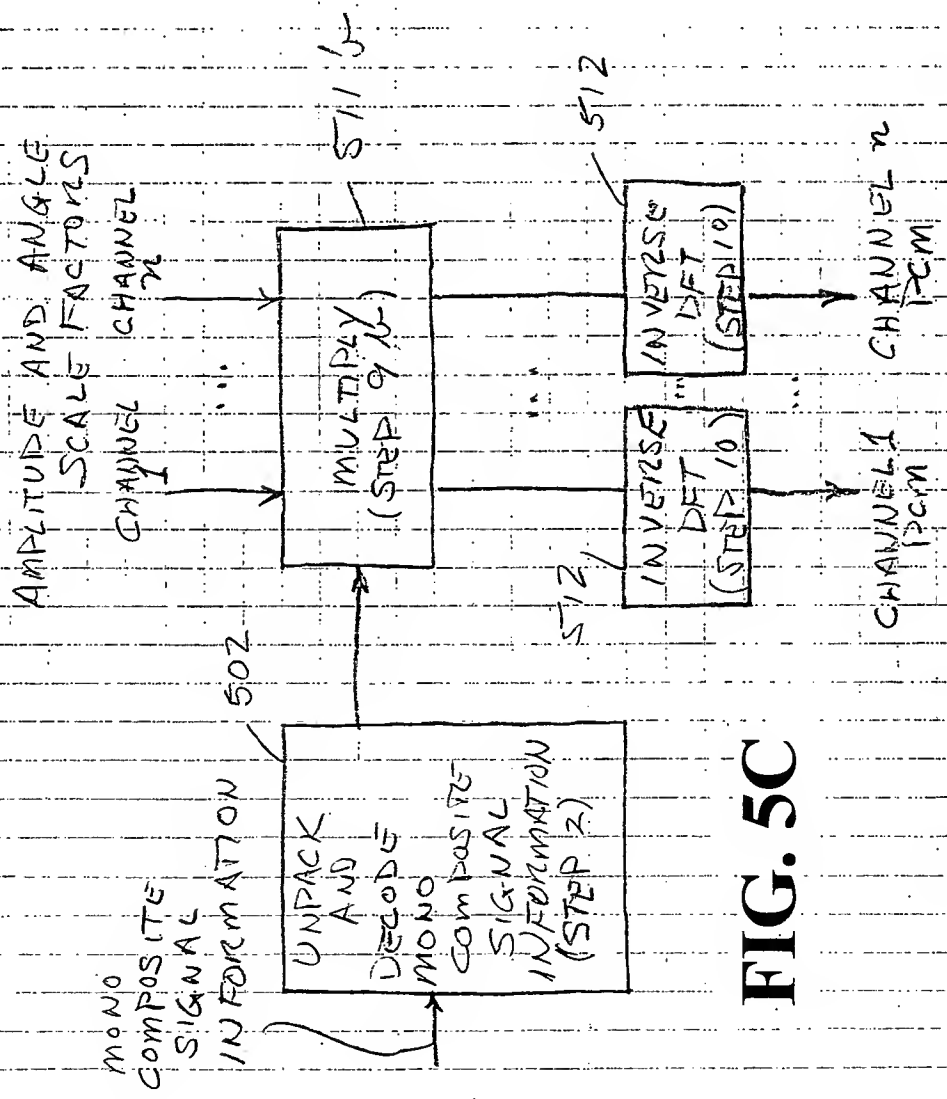 MONO
COMPOSITE
SIGNAL
INFORMATION
502
UNPACK
AND
DECODE
MONO
COMPOSITE
SIGNAL
INFORMATION
(STEP 2)
AMPLITUDE AND ANGLE
SCALE FACTORS
CHANNEL
1
...
CHANNEL
n
511 b
MULTIPLY
(STEP 9 b)
...
512
INVERSE
DFT
(STEP 10)
...
512
INVERSE
DFT
(STEP 10)
CHANNEL 1
PCM
...
CHANNEL n
PCM
FIG. 5C